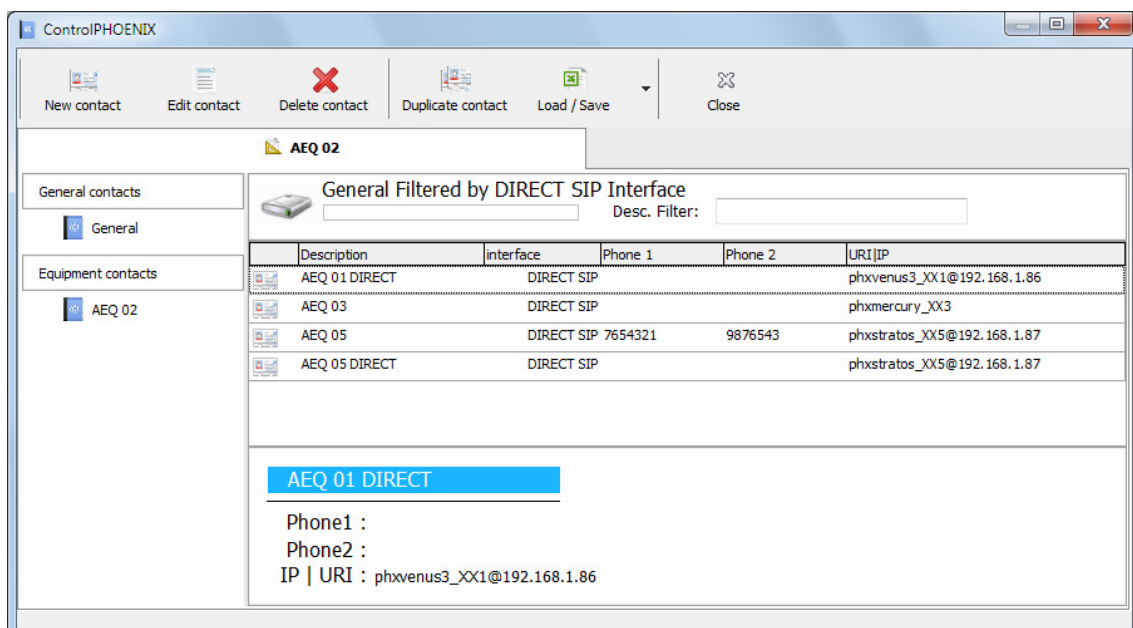 ControlPHOENIX
New contact Edit contact Delete contact Duplicate contact Load / Save Close
AEQ 02
General contacts
General
Equipment contacts
AEQ 02
General Filtered by DIRECT SIP Interface
Desc. Filter:
Description interface Phone 1 Phone 2 URI|IP
AEQ 01 DIRECT DIRECT SIP phxvenus3_XX1@192.168.1.86
AEQ 03 DIRECT SIP phxmercury_XX3
AEQ 05 DIRECT SIP 7654321 9876543 phxstratos_XX5@192.168.1.87
AEQ 05 DIRECT DIRECT SIP phxstratos_XX5@192.168.1.87
AEQ 01 DIRECT
Phone1 :
Phone2 :
IP | URI : phxvenus3_XX1@192.168.1.86